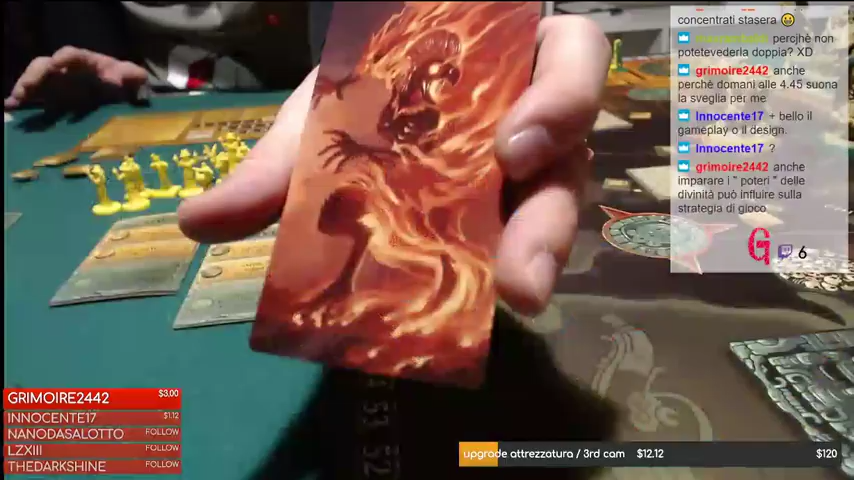 concentrati stasera
perchè non
potetevederla doppia? XD
grimoire2442 anche
perchè domani alle 4.45 suona
la sveglia per me
Innocente17 + bello il
gameplay o il design.
Innocente17 ?
grimoire2442 anche
imparare i " poteri " delle
divinità può influire sulla
strategia di gioco
G 6
GRIMOIRE2442 $3.00
INNOCENTE17 $1.12
NANODASALOTTO FOLLOW
LZXIII FOLLOW
THEDARKSHINE FOLLOW
upgrade attrezzatura / 3rd cam $12.12 $120